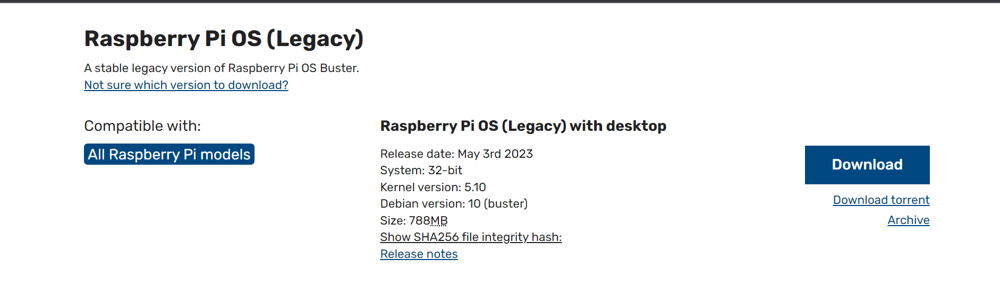 Raspberry Pi OS (Legacy)
A stable legacy version of Raspberry Pi OS Buster.
Not sure which version to download?
Compatible with:
All Raspberry Pi models
Raspberry Pi OS (Legacy) with desktop
Release date: May 3rd 2023
System: 32-bit
Kernel version: 5.10
Debian version: 10 (buster)
Size: 788MB
Show SHA256 file integrity hash:
Release notes
Download
Download torrent
Archive